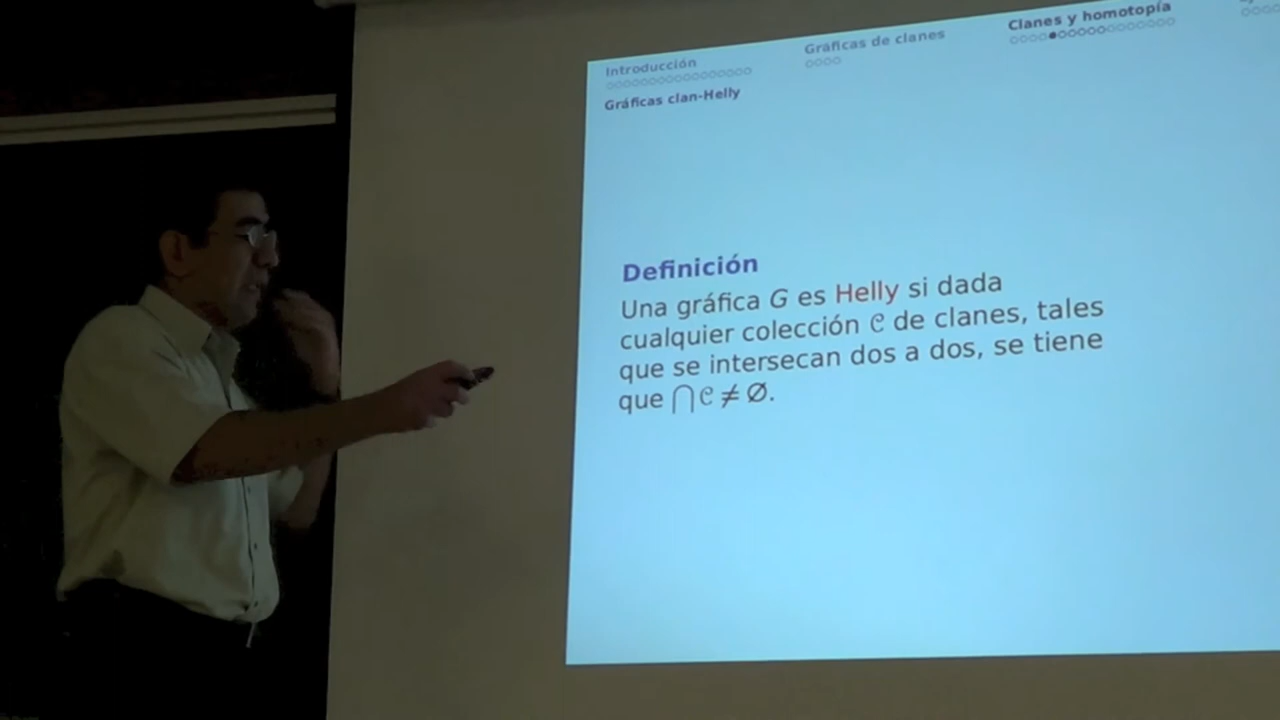 Introducción
Gráficas de clanes
Clanes y homotopía
Gráficas clan-Helly
Definición
Una gráfica G es Helly si dada
cualquier colección 𝒞 de clanes, tales
que se intersecan dos a dos, se tiene
que ⋂𝒞 ≠ ∅.